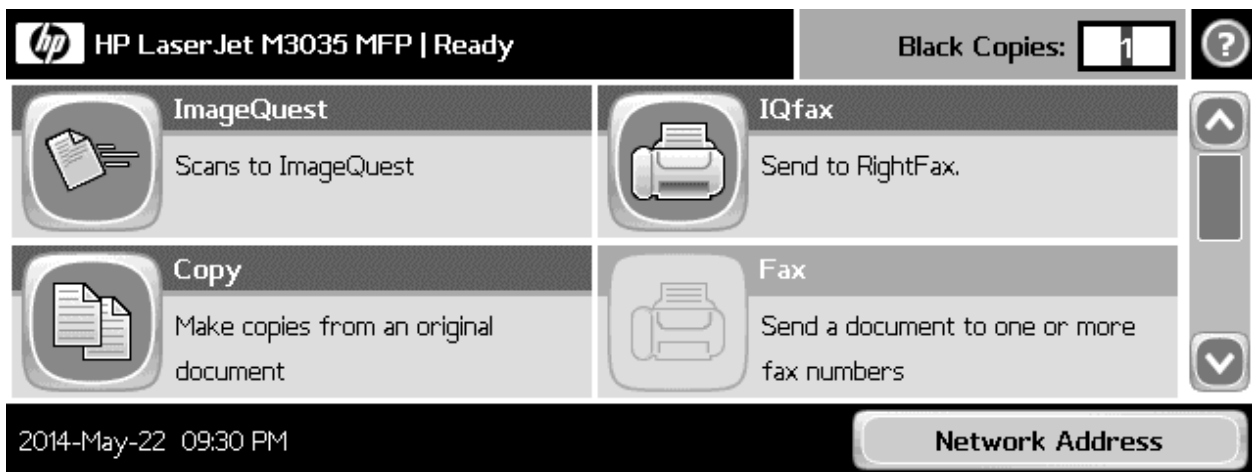 hp HP LaserJet M3035 MFP | Ready
Black Copies: 1
?
ImageQuest
Scans to ImageQuest
IQfax
Send to RightFax.
Copy
Make copies from an original
document
Fax
Send a document to one or more
fax numbers
2014-May-22 09:30 PM
Network Address